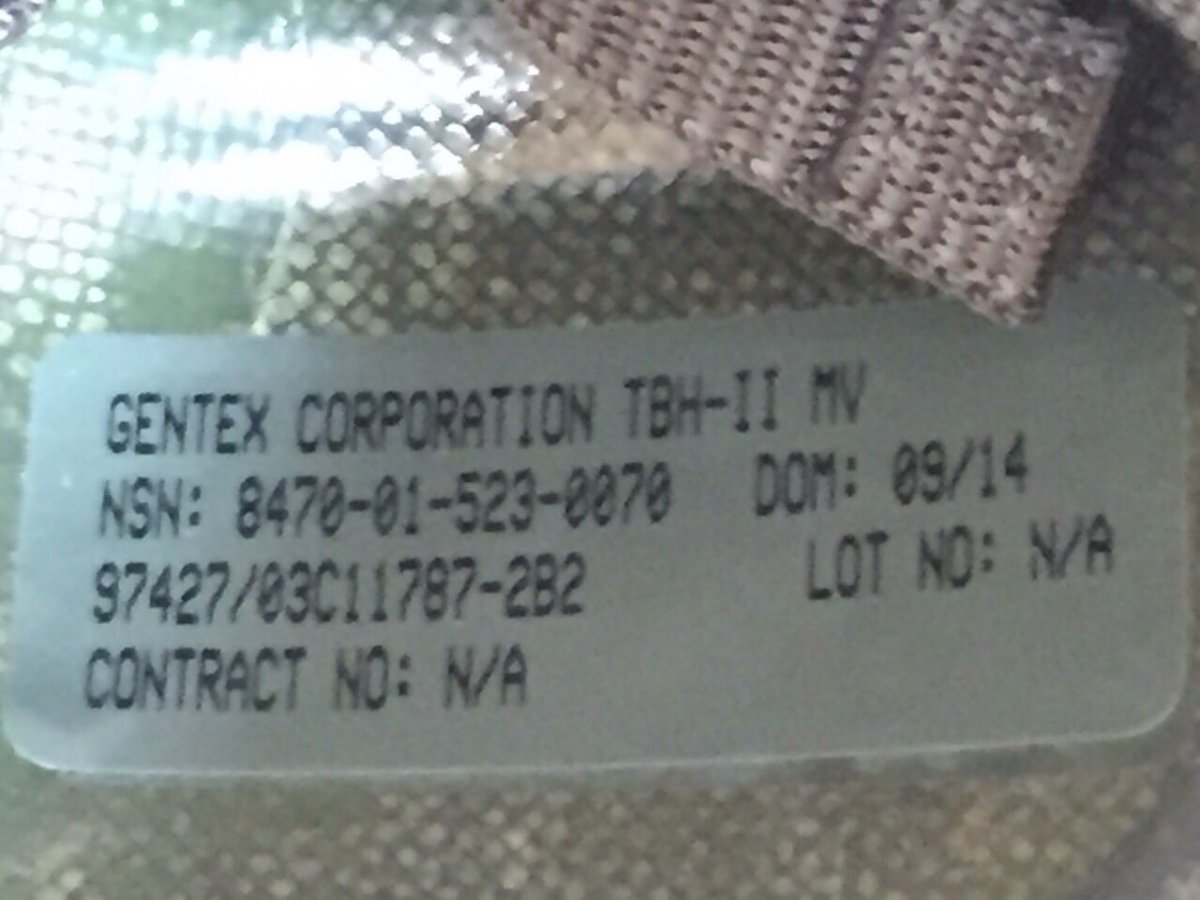 GENTEX CORPORATION TBH-II MV
NSN: 8470-01-523-0070 DOM: 09/14
97427/03C11787-2B2 LOT NO: N/A
CONTRACT NO: N/A